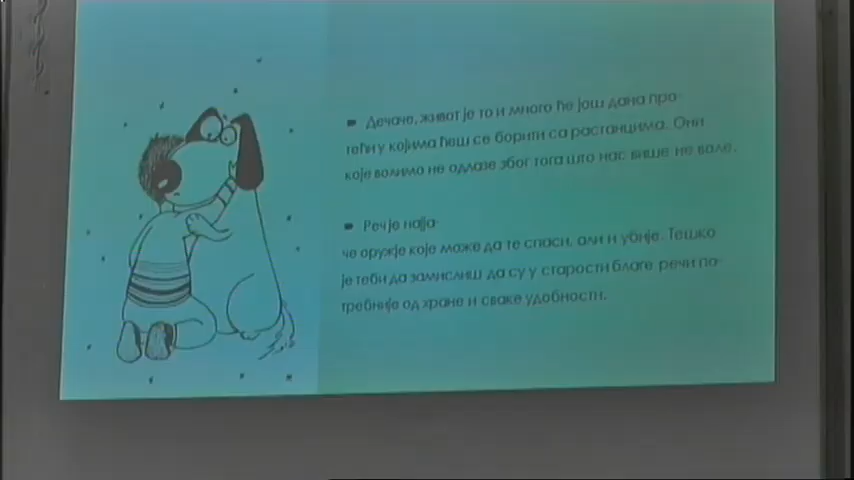 Дечаче, живот је то и много ће још дана про-
тећи у којима ћеш се борити са растанцима. Они
које волимо не одлазе због тога што нас више не воле.
Реч је најја-
че оружје које може да те спаси, али и убије. Тешко
је теби да замислиш да су у старости благе речи по-
требније од хране и сваке удобности.